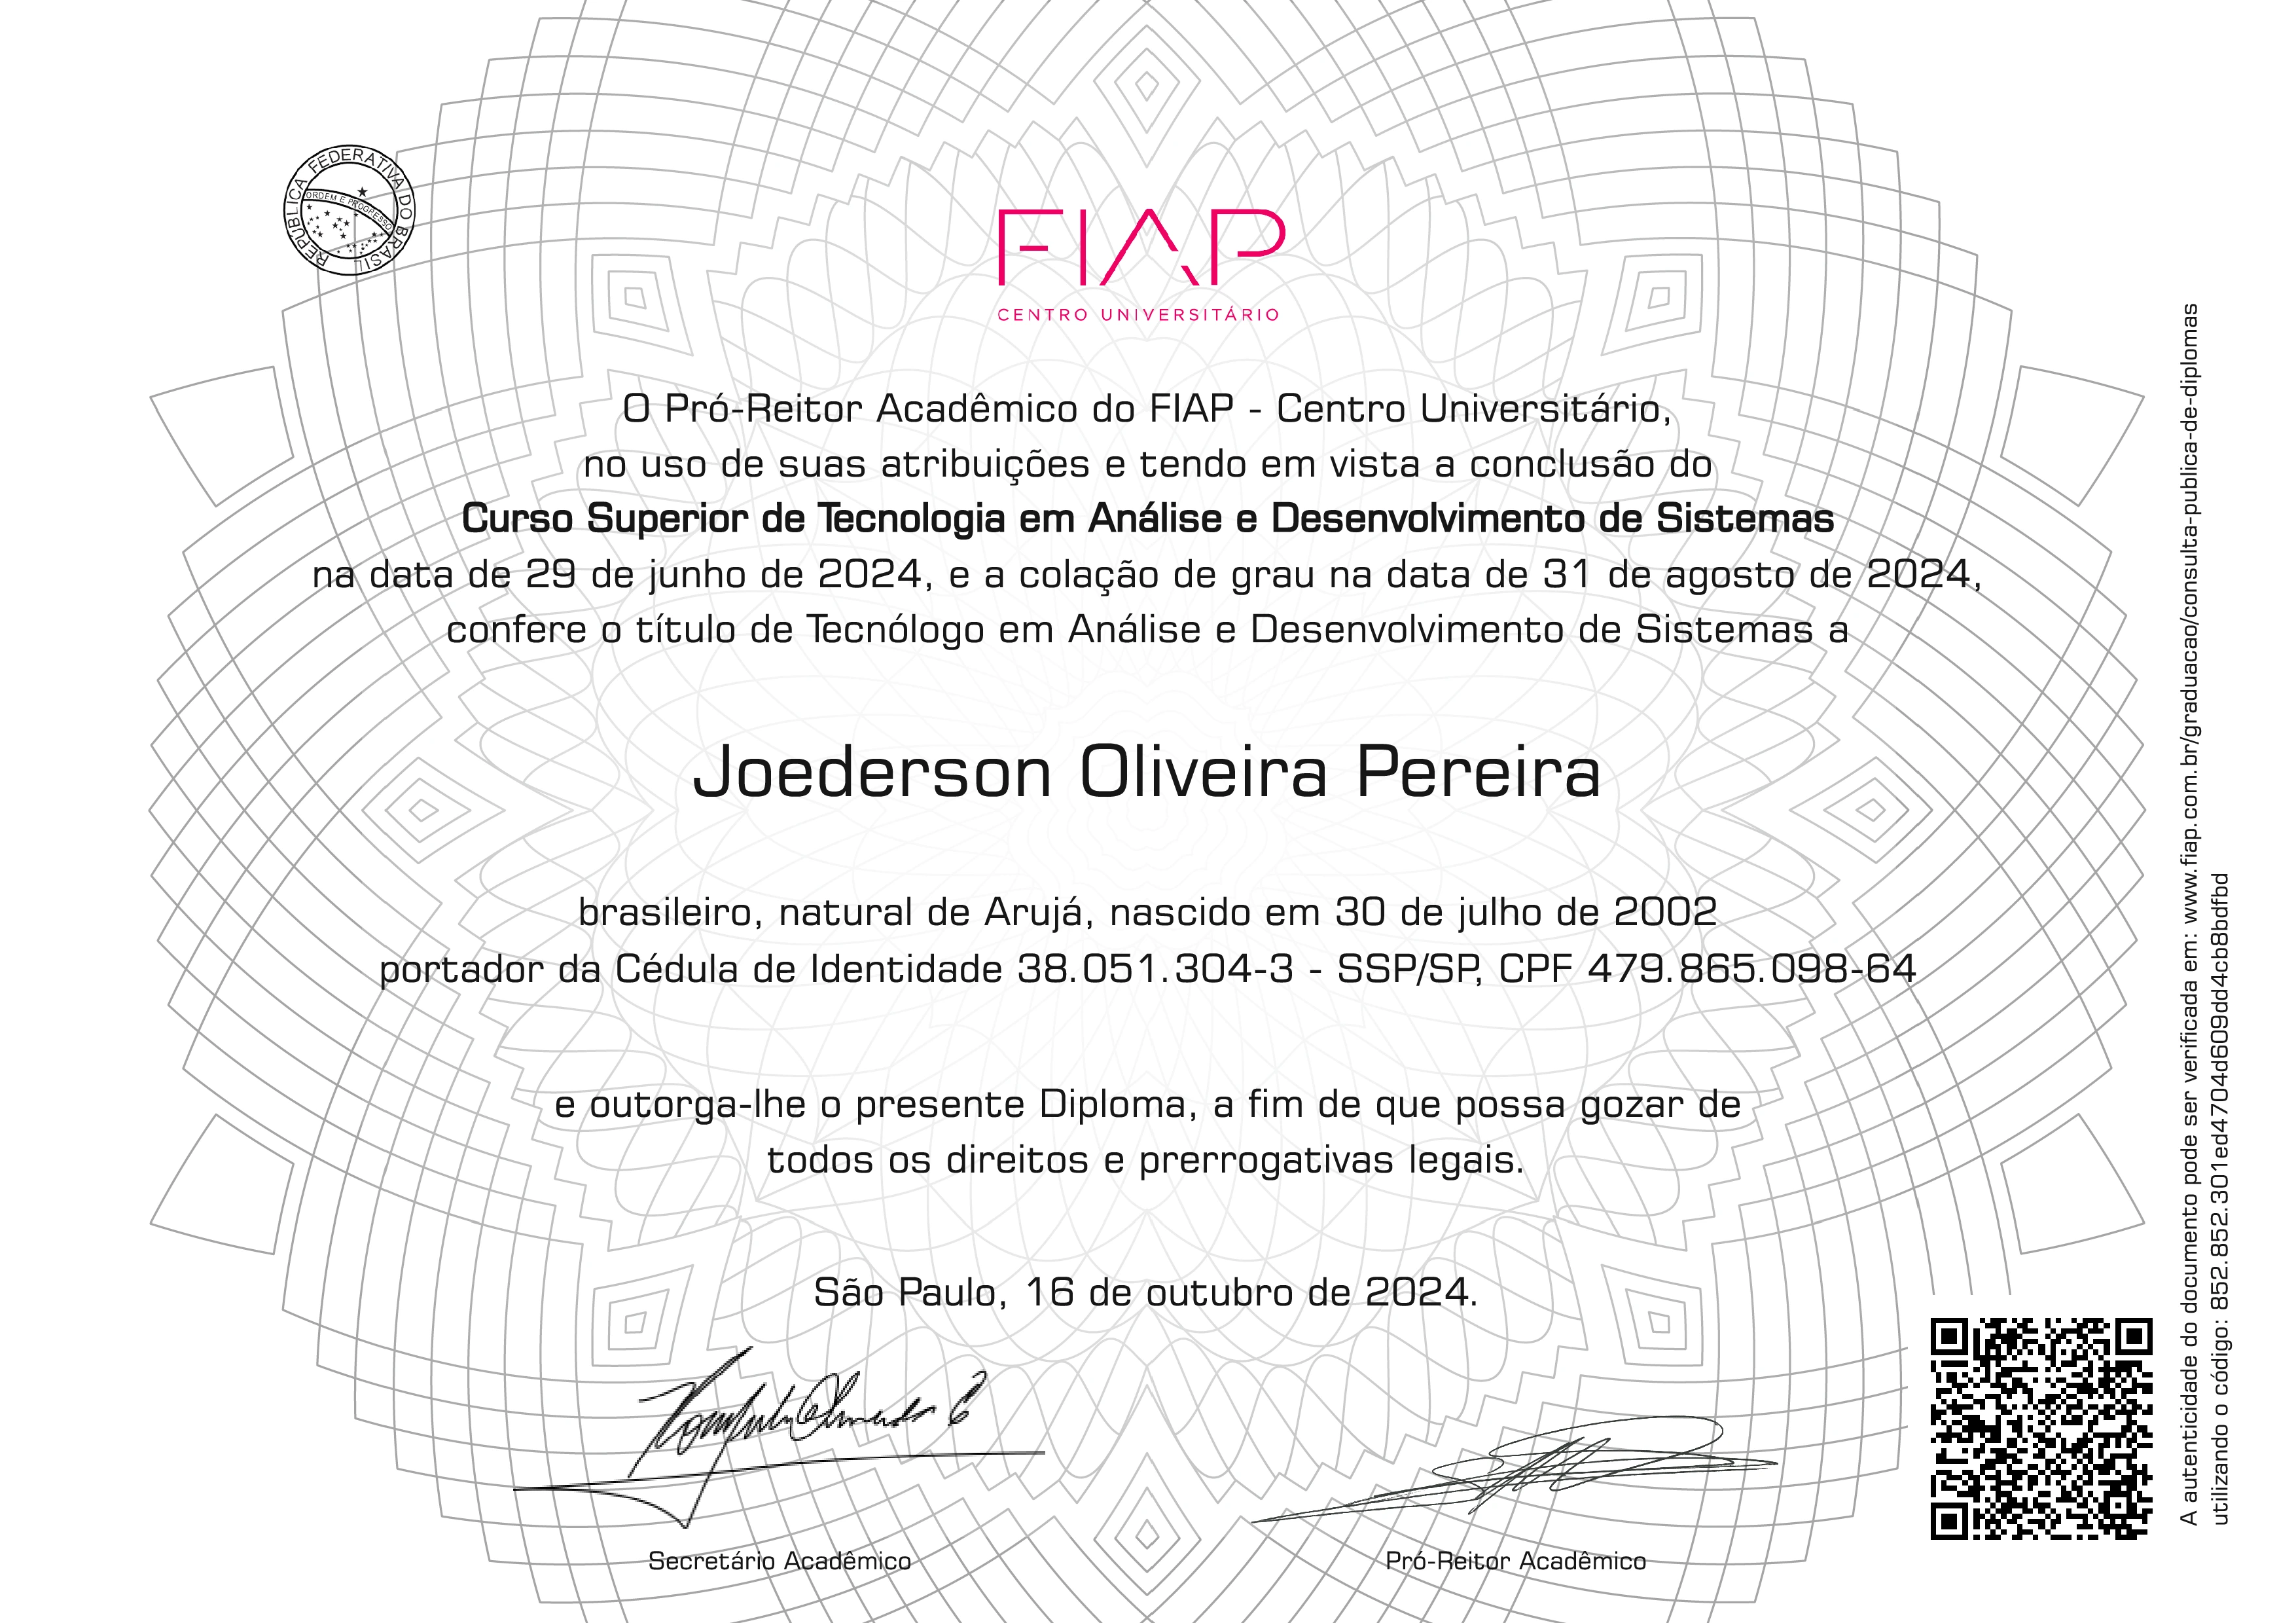 REPÚBLICA FEDERATIVA DO BRASIL
ORDEM E PROGRESSO
FIAP
CENTRO UNIVERSITÁRIO
O Pró-Reitor Acadêmico do FIAP - Centro Universitário,
no uso de suas atribuições e tendo em vista a conclusão do
Curso Superior de Tecnologia em Análise e Desenvolvimento de Sistemas
na data de 29 de junho de 2024, e a colação de grau na data de 31 de agosto de 2024,
confere o título de Tecnólogo em Análise e Desenvolvimento de Sistemas a
Joederson Oliveira Pereira
brasileiro, natural de Arujá, nascido em 30 de julho de 2002
portador da Cédula de Identidade 38.051.304-3 - SSP/SP, CPF 479.865.098-64
e outorga-lhe o presente Diploma, a fim de que possa gozar de
todos os direitos e prerrogativas legais.
São Paulo, 16 de outubro de 2024.
Secretário Acadêmico
Pró-Reitor Acadêmico
A autenticidade do documento pode ser verificada em: www.fiap.com.br/graduacao/consulta-publica-de-diplomas
utilizando o código: 852.852.301ed4704d609dd4cb8bdfbd